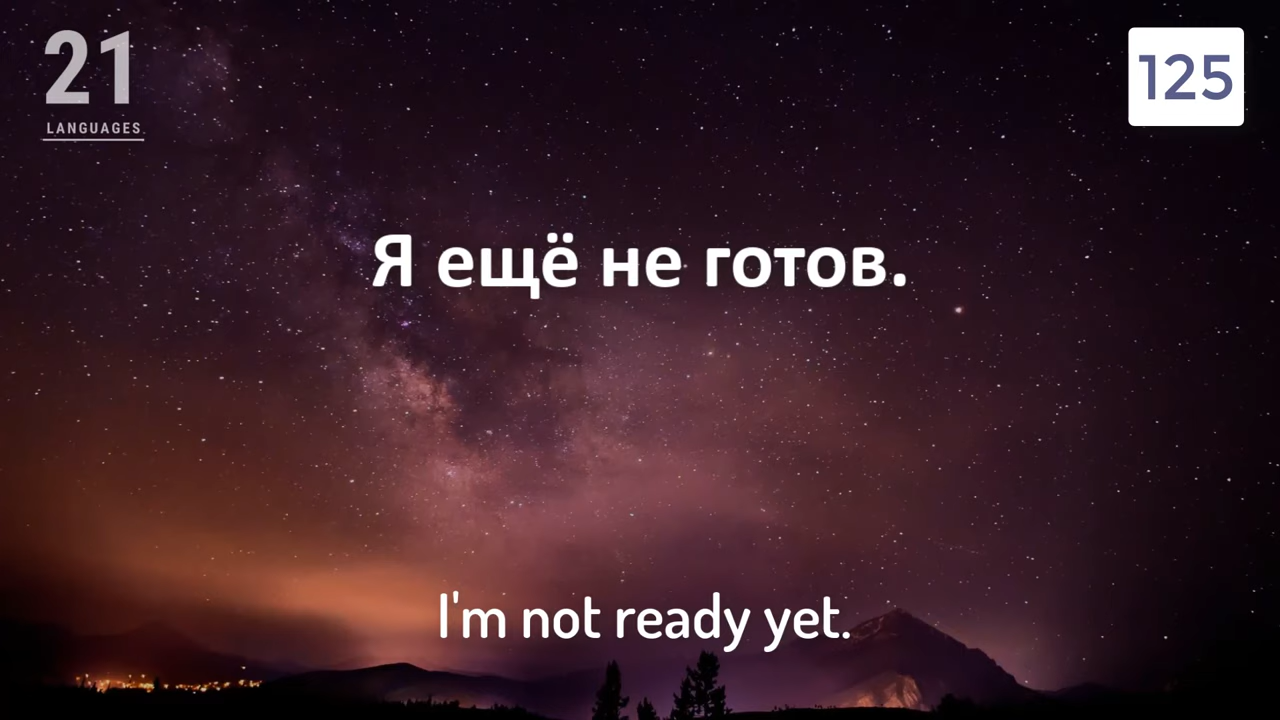 21
LANGUAGES
125
Я ещё не готов.
I'm not ready yet.